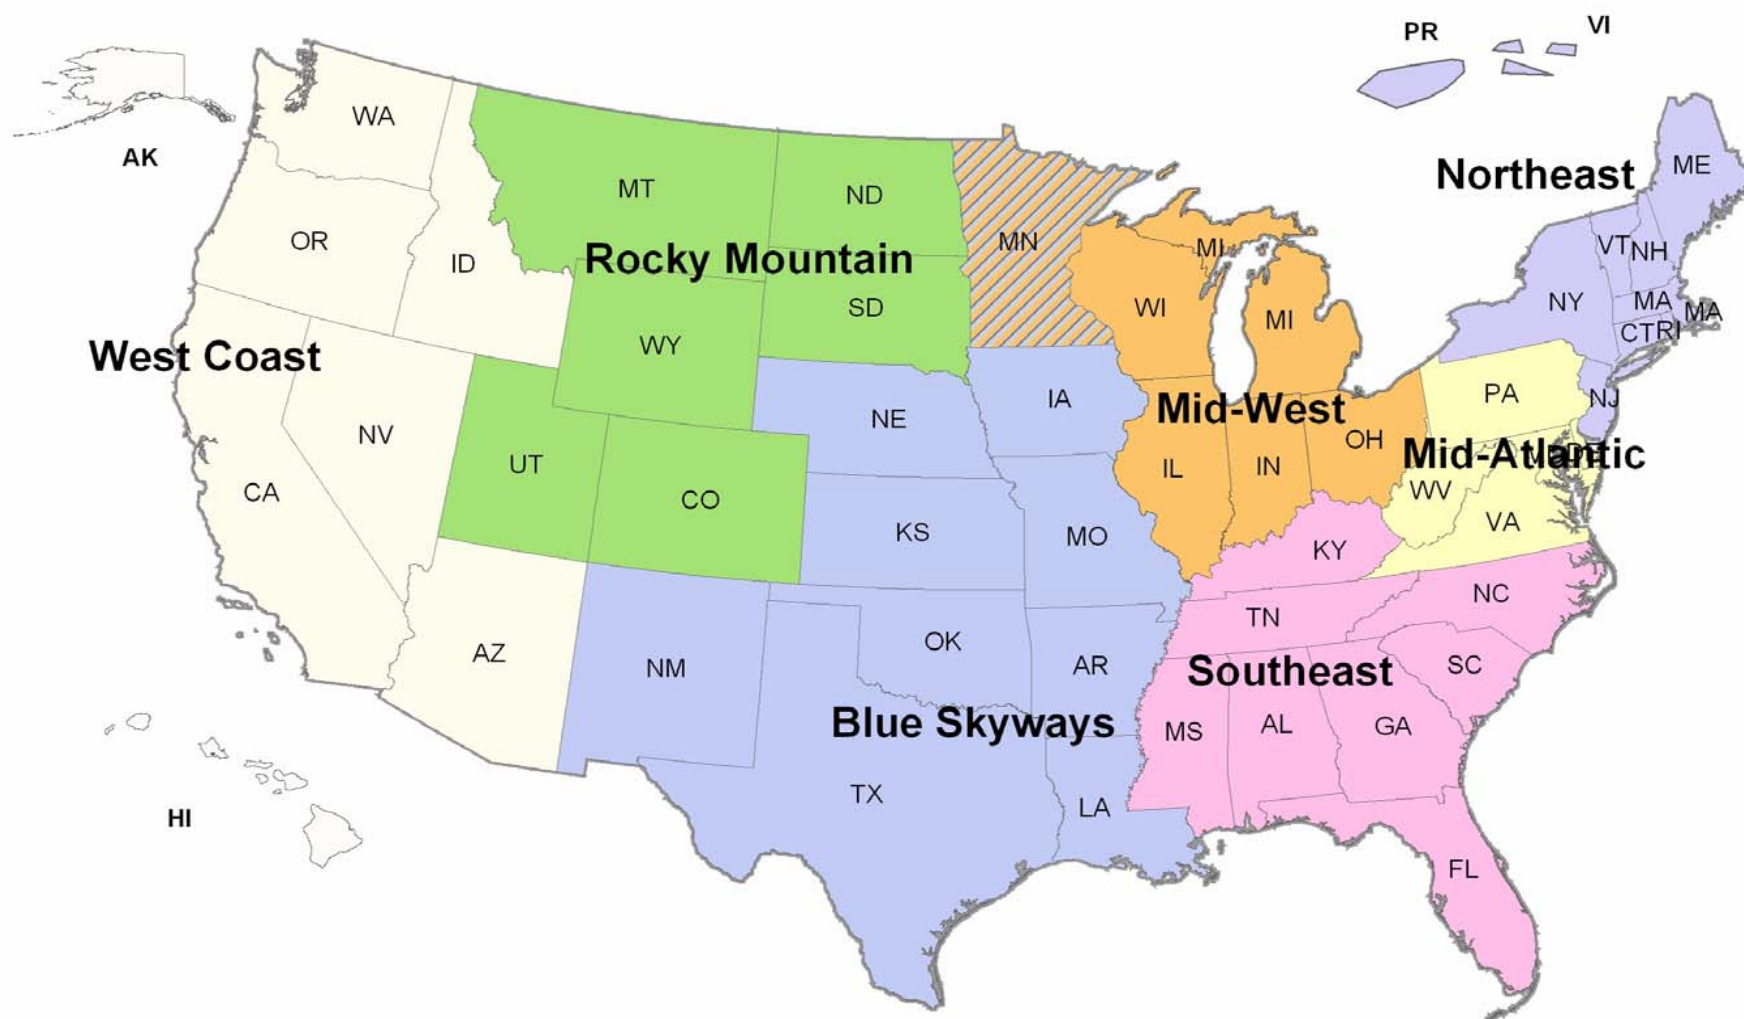 PR
VI
WA
AK
Northeast
ME
MT
ND
OR
MN
MI
VT
NH
ID
Rocky Mountain
SD
WI
MI
NY
MA
MA
CT
RI
WY
West Coast
IA
Mid-West
PA
NJ
NE
NV
OH
UT
IL
IN
Mid-Atlantic
CA
CO
WV
KS
MO
VA
KY
NC
TN
OK
AZ
NM
AR
Southeast
SC
Blue Skyways
MS
AL
GA
TX
LA
HI
FL